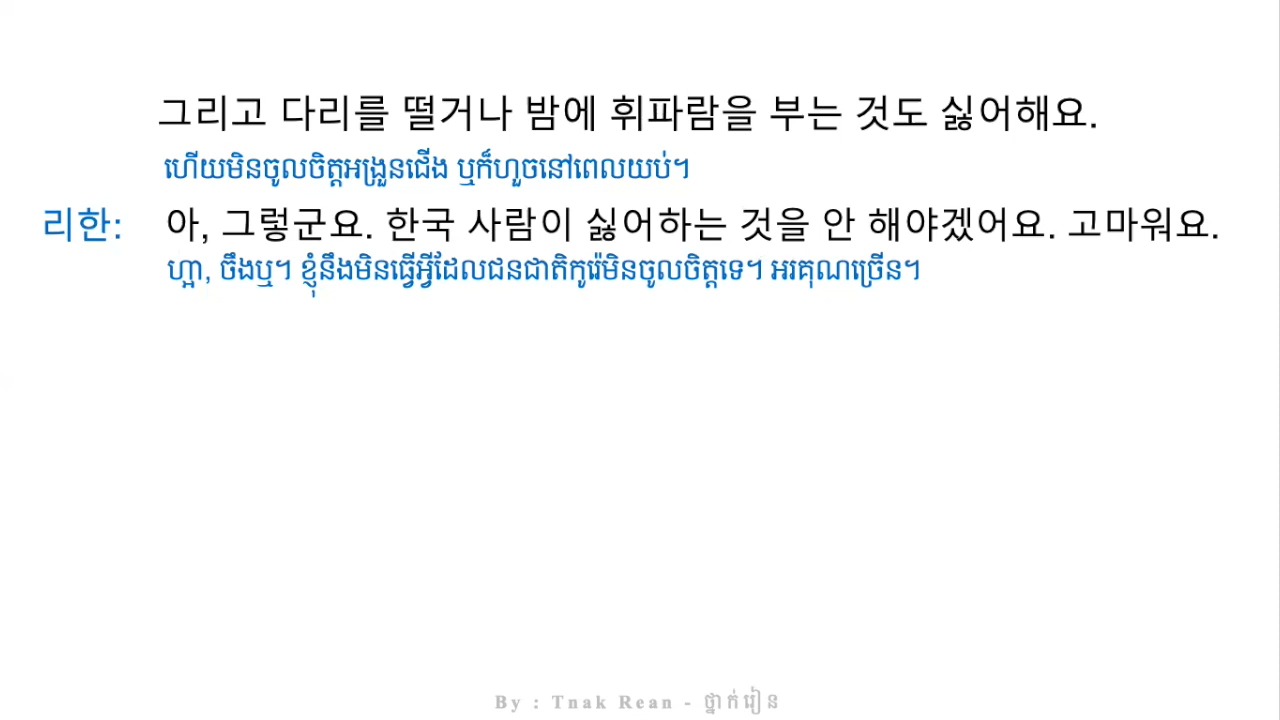 그리고 다리를 떨거나 밤에 휘파람을 부는 것도 싫어해요.
ហើយមិនចូលចិត្តអង្រួនជើង ឬក៏ហួចនៅពេលយប់។
리한: 아, 그렇군요. 한국 사람이 싫어하는 것을 안 해야겠어요. 고마워요.
ហ្អា, ចឹងឬ។ ខ្ញុំនឹងមិនធ្វើអ្វីដែលជនជាតិកូរ៉េមិនចូលចិត្តទេ។ អរគុណច្រើន។
By : Tnak Rean - ថ្នាក់រៀន